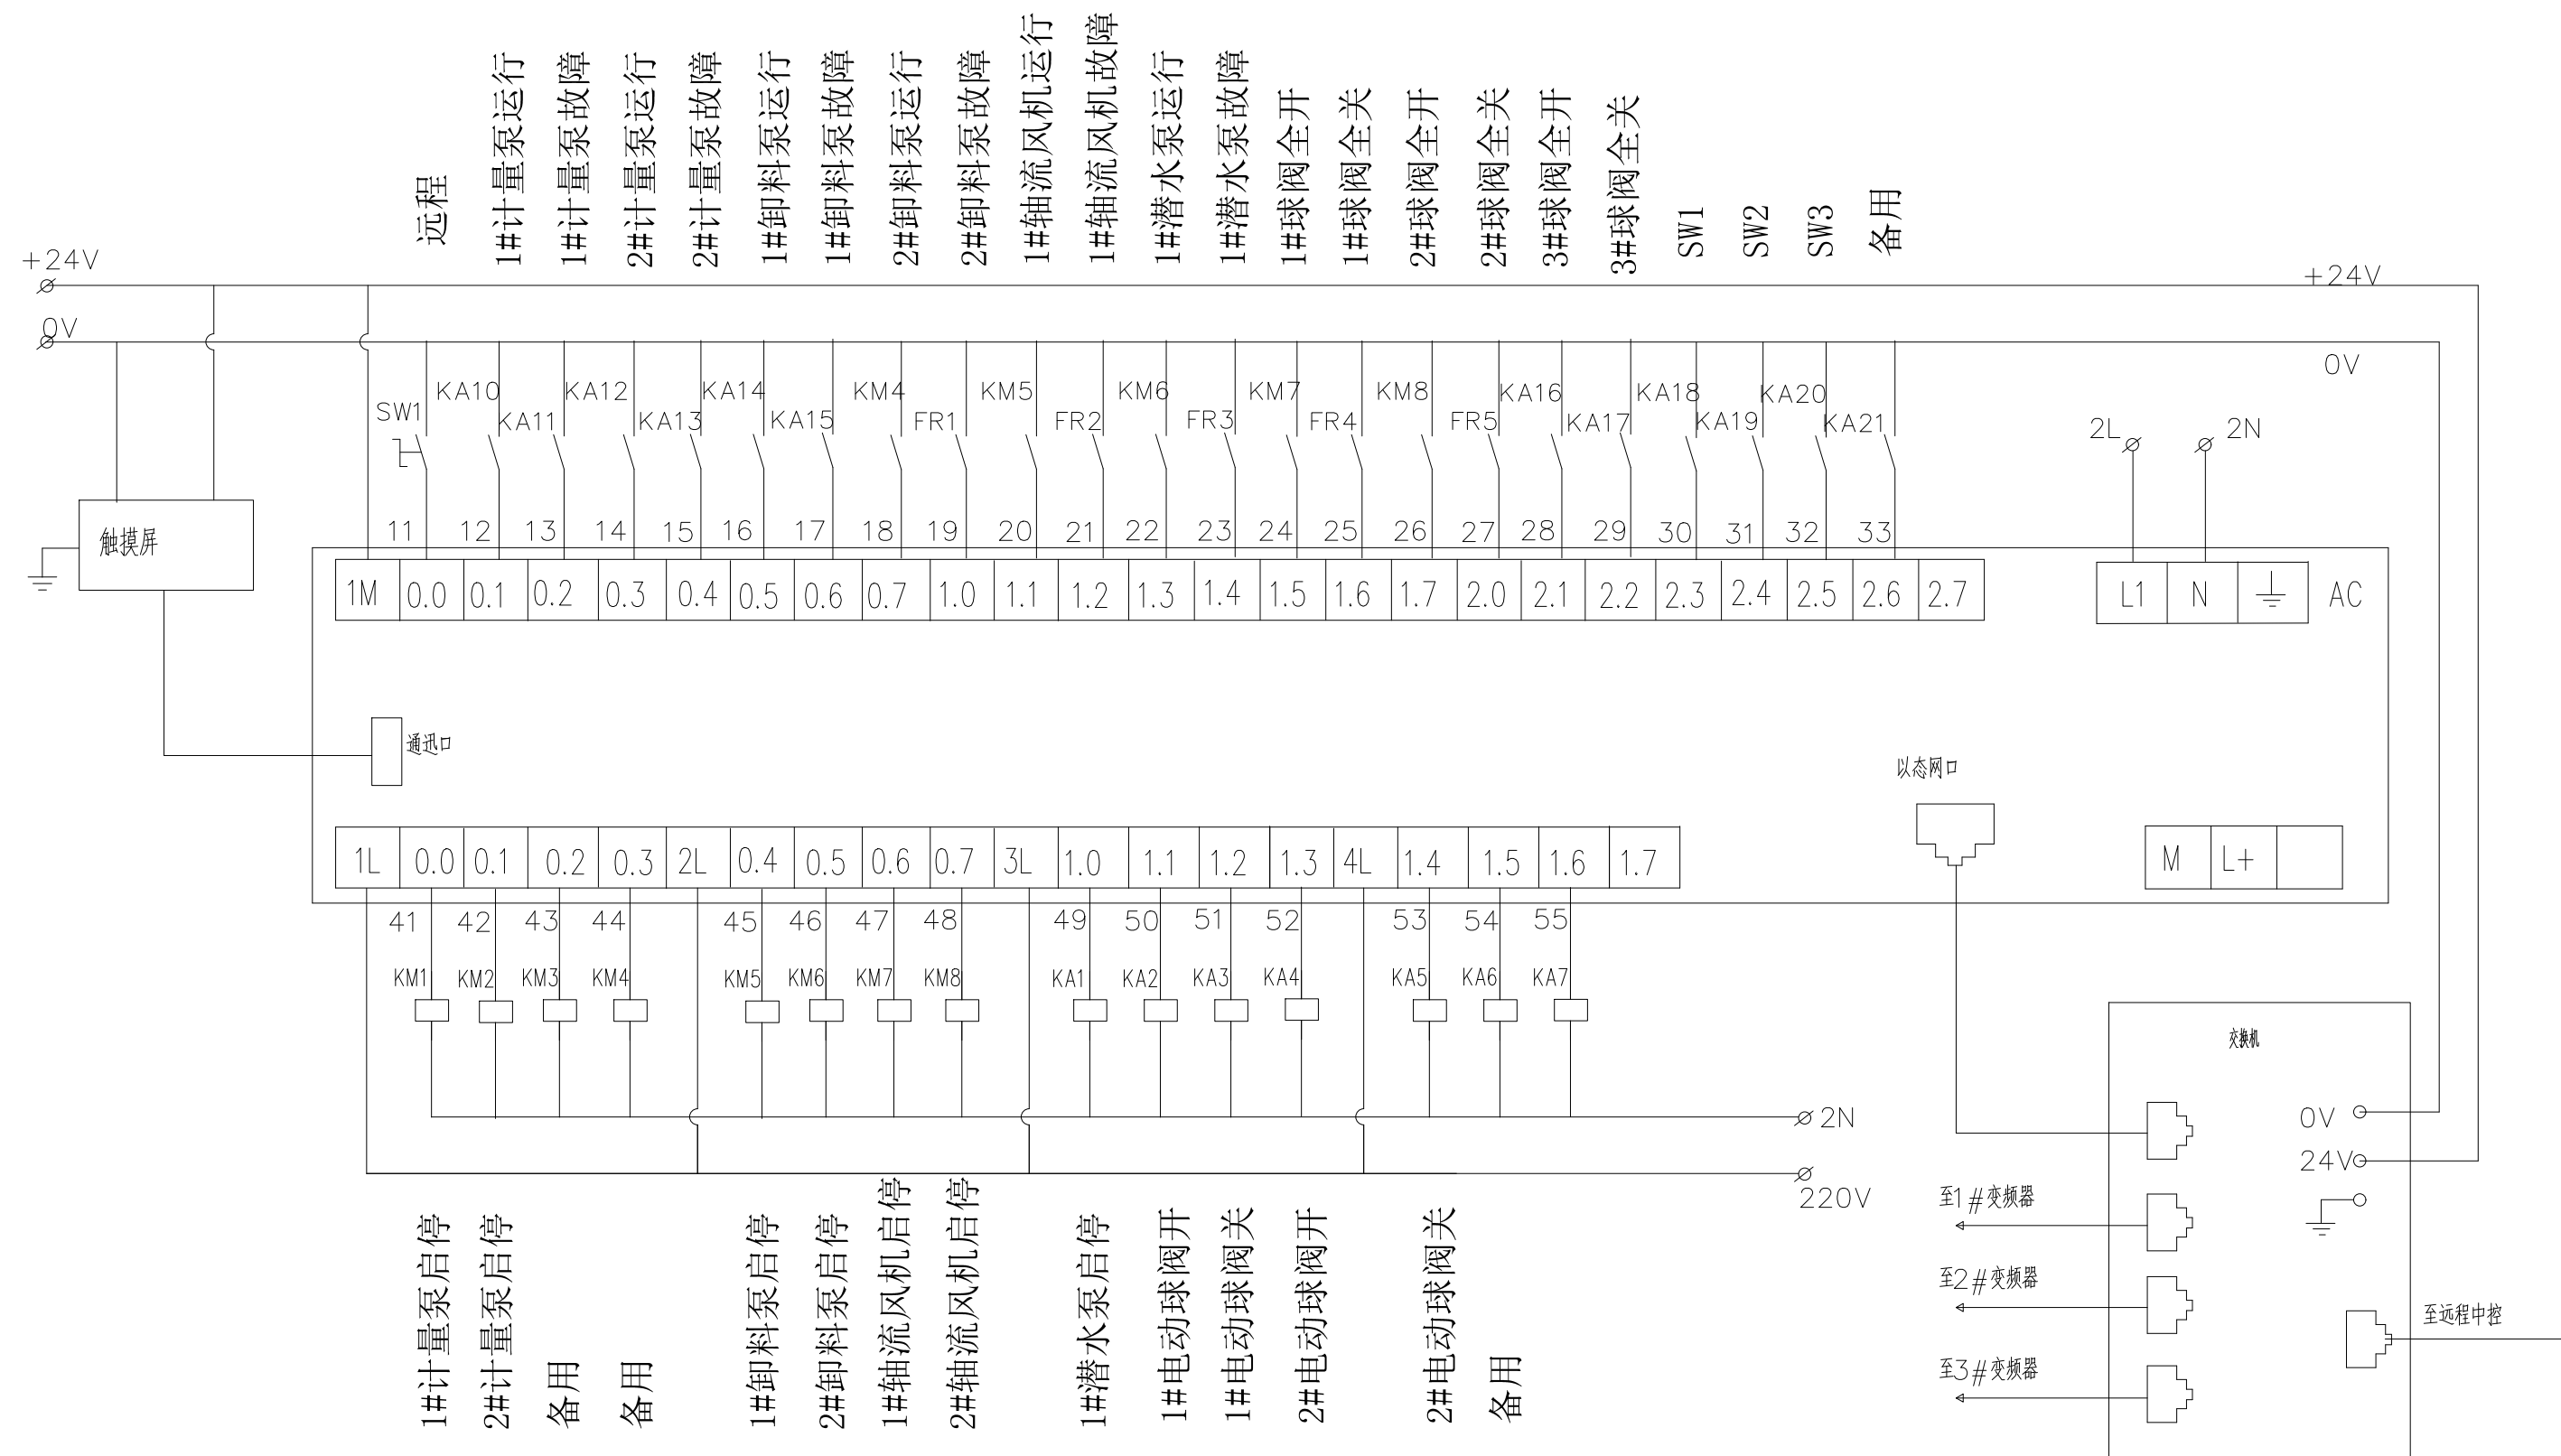 远程
1#计量泵运行
1#计量泵故障
2#计量泵运行
2#计量泵故障
1#卸料泵运行
1#卸料泵故障
2#卸料泵运行
2#卸料泵故障
1#轴流风机运行
1#轴流风机故障
1#潜水泵运行
1#潜水泵故障
1#球阀全开
1#球阀全关
2#球阀全开
2#球阀全关
3#球阀全开
3#球阀全关
SW1
SW2
SW3
备用
+24V
+24V
0V
0V
SW1
KA10
KA11
KA12
KA13
KA14
KA15
KM4
FR1
KM5
FR2
KM6
FR3
KM7
FR4
KM8
FR5
KA16
KA17
KA18
KA19
KA20
KA21
2L
2N
触摸屏
11 12 13 14 15 16 17 18 19 20 21 22 23 24 25 26 27 28 29 30 31 32 33
1M 0.0 0.1 0.2 0.3 0.4 0.5 0.6 0.7 1.0 1.1 1.2 1.3 1.4 1.5 1.6 1.7 2.0 2.1 2.2 2.3 2.4 2.5 2.6 2.7
L1 N AC
通迅口
以态网口
1L 0.0 0.1 0.2 0.3 2L 0.4 0.5 0.6 0.7 3L 1.0 1.1 1.2 1.3 4L 1.4 1.5 1.6 1.7
M L+
41 42 43 44 45 46 47 48 49 50 51 52 53 54 55
KM1 KM2 KM3 KM4 KM5 KM6 KM7 KM8 KA1 KA2 KA3 KA4 KA5 KA6 KA7
交换机
2N
220V
0V
24V
1#计量泵启停
2#计量泵启停
备用
备用
1#卸料泵启停
2#卸料泵启停
1#轴流风机启停
2#轴流风机启停
1#潜水泵启停
1#电动球阀开
1#电动球阀关
2#电动球阀开
2#电动球阀关
备用
至1#变频器
至2#变频器
至3#变频器
至远程中控